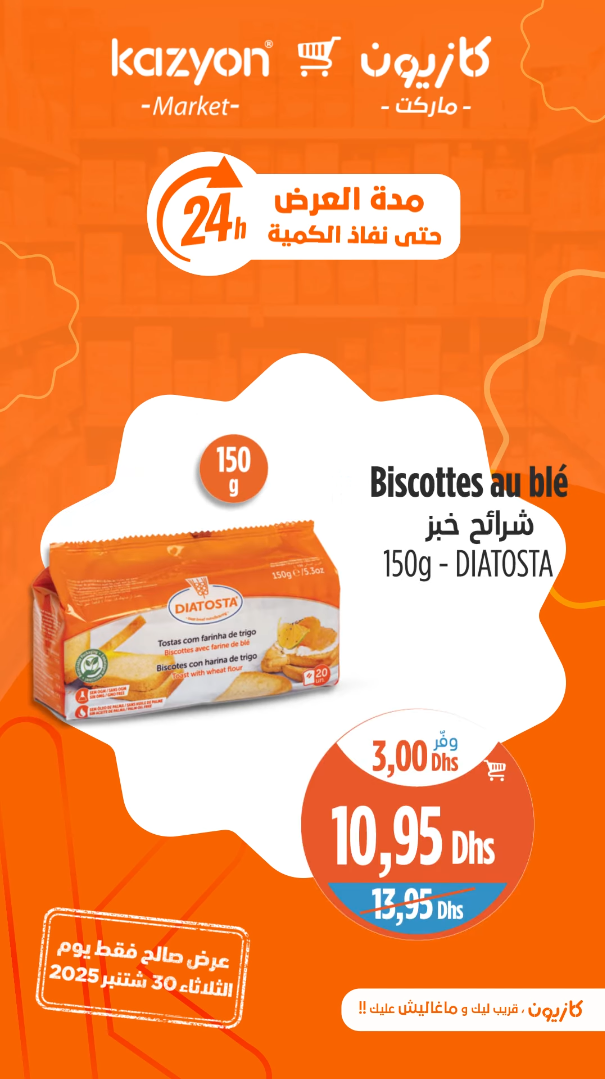 kazyon® كازيون
-Market- - ماركت -
24h
مدة العرض
حتى نفاذ الكمية
150
g
Biscottes au blé
شرائح خبز
150g - DIATOSTA
150g e/5.3oz
DIATOSTA
Tostas com farinha de trigo
Biscottes avec farine de blé
Biscotes con harina de trigo
Toast with wheat flour
20
وفّر
3,00 Dhs
10,95 Dhs
13,95 Dhs
عرض صالح فقط يوم
الثلاثاء 30 شتنبر 2025
كازيون ، قريب ليك و ماغاليش عليك !!